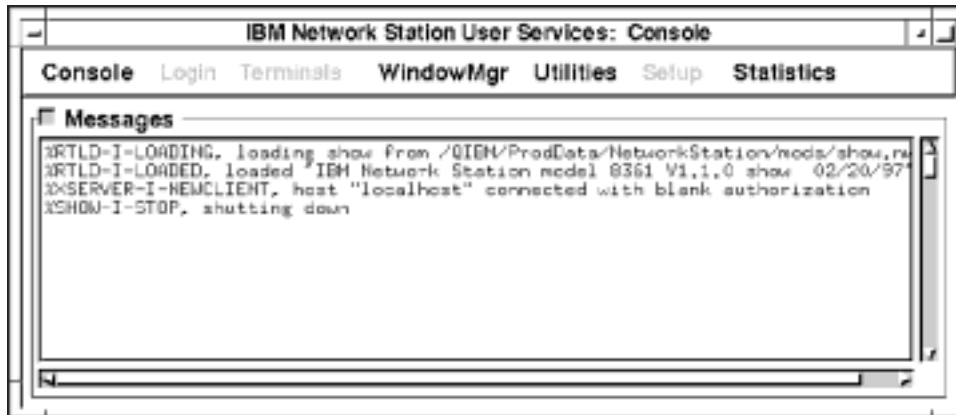 IBM Network Station User Services: Console
Console Login Terminals WindowMgr Utilities Setup Statistics
Messages
%RTLD-I-LOADING, loading show from /QIBM/ProdData/NetworkStation/mods/show.nw
%RTLD-I-LOADED, loaded "IBM Network Station model 8361 V1.1.0 show 02/20/97"
%XSERVER-I-NEWCLIENT, host "localhost" connected with blank authorization
%SHOW-I-STOP, shutting down